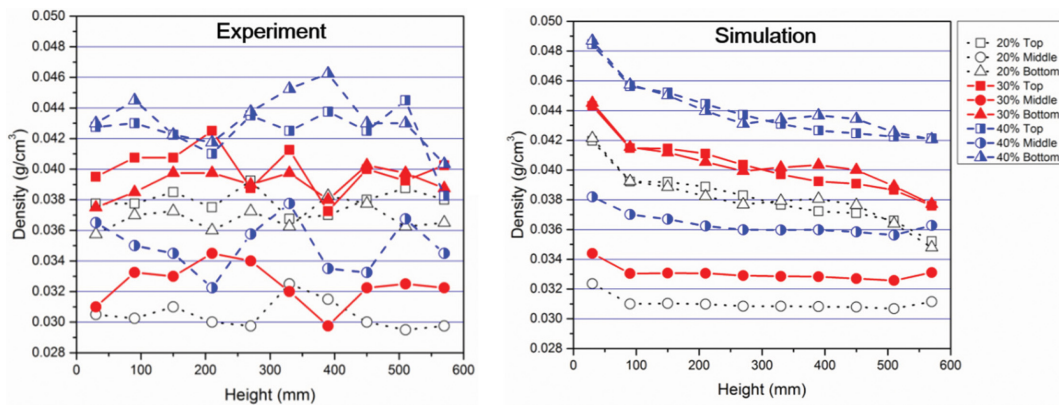 Experiment
0.050
0.048
0.046
0.044
0.042
0.040
0.038
0.036
0.034
0.032
0.030
0.028
Density (g/cm³)
0 100 200 300 400 500 600
Height (mm)
Simulation
0.050
0.048
0.046
0.044
0.042
0.040
0.038
0.036
0.034
0.032
0.030
0.028
Density (g/cm³)
0 100 200 300 400 500 600
Height (mm)
20% Top
20% Middle
20% Bottom
30% Top
30% Middle
30% Bottom
40% Top
40% Middle
40% Bottom